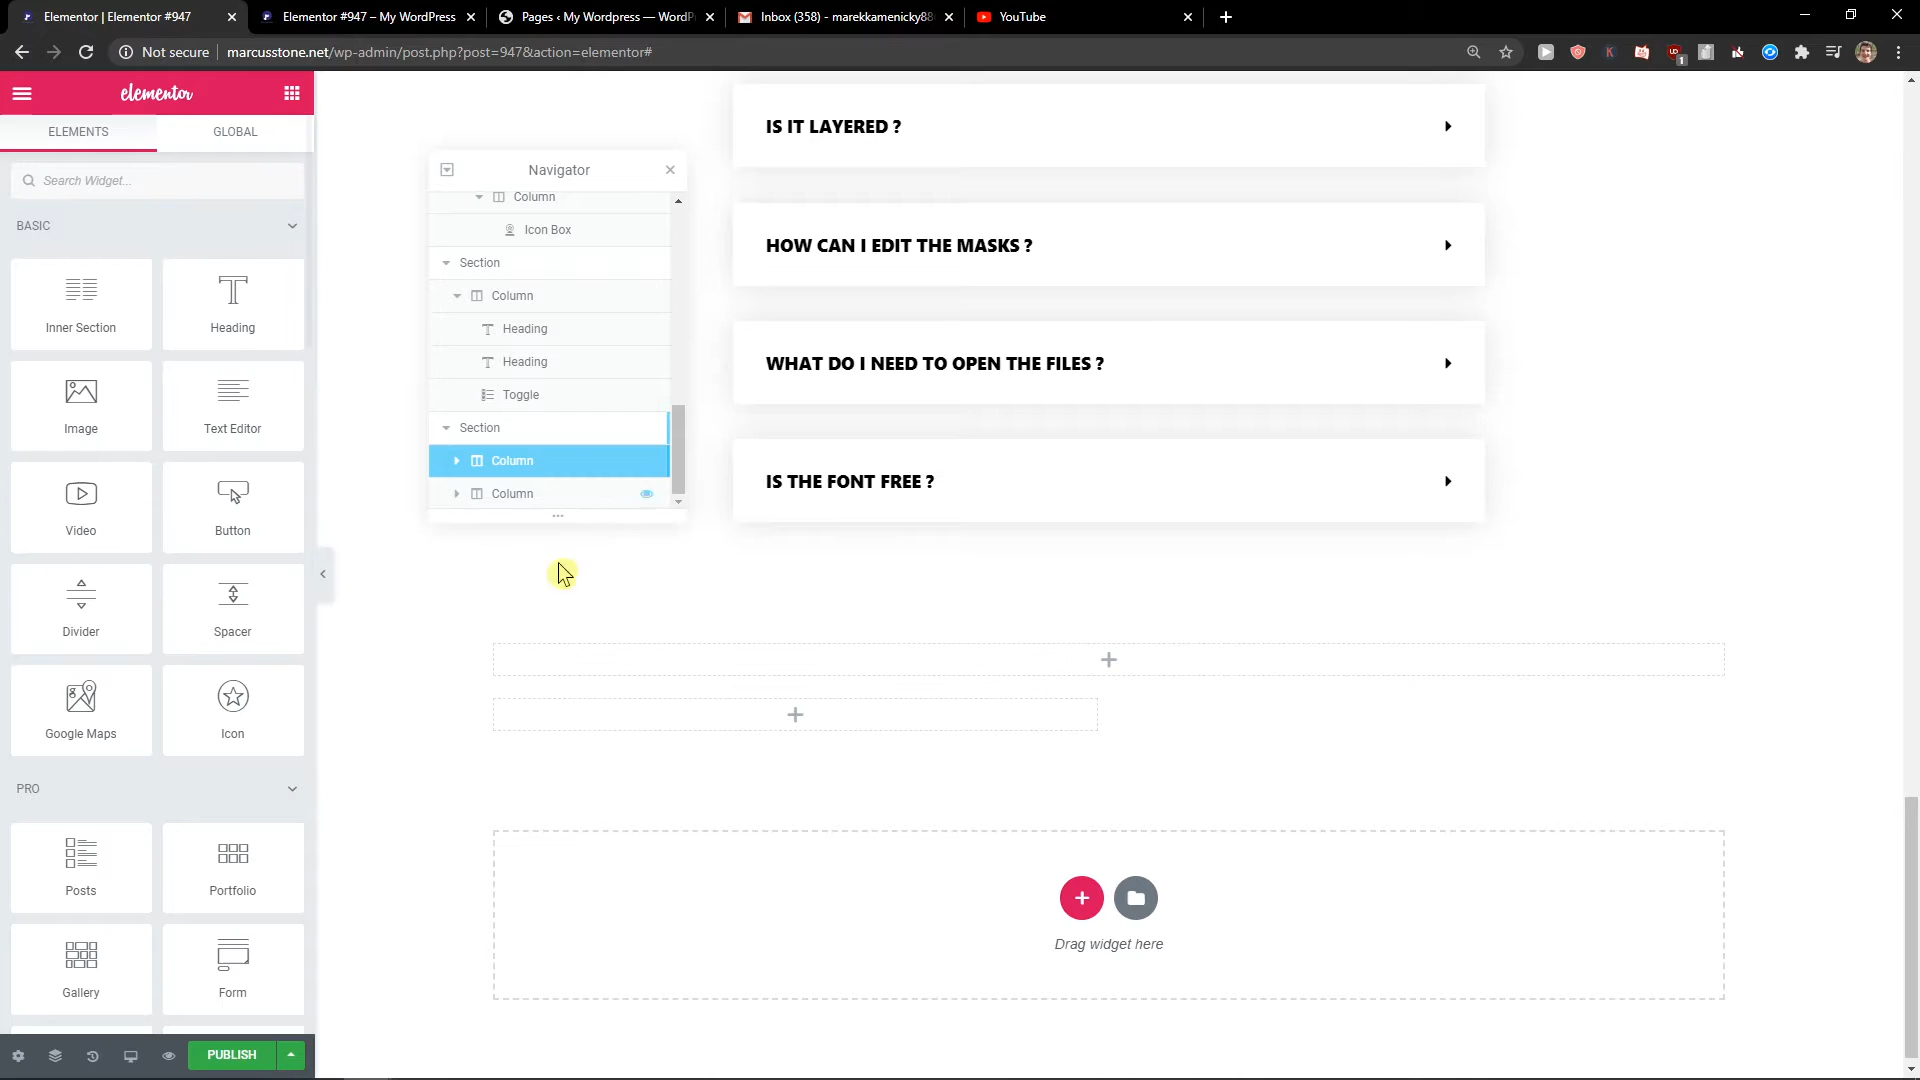 Elementor | Elementor #947
Elementor #947 – My WordPress
Pages ‹ My Wordpress — WordP
Inbox (358) - marekkamenicky88
YouTube
Not secure
marcusstone.net/wp-admin/post.php?post=947&action=elementor#
elementor
ELEMENTS
GLOBAL
Search Widget...
BASIC
Inner Section
Heading
Image
Text Editor
Video
Button
Divider
Spacer
Google Maps
Icon
PRO
Posts
Portfolio
Gallery
Form
PUBLISH
Navigator
Column
Icon Box
Section
Column
Heading
Heading
Toggle
Section
Column
Column
IS IT LAYERED ?
HOW CAN I EDIT THE MASKS ?
WHAT DO I NEED TO OPEN THE FILES ?
IS THE FONT FREE ?
Drag widget here